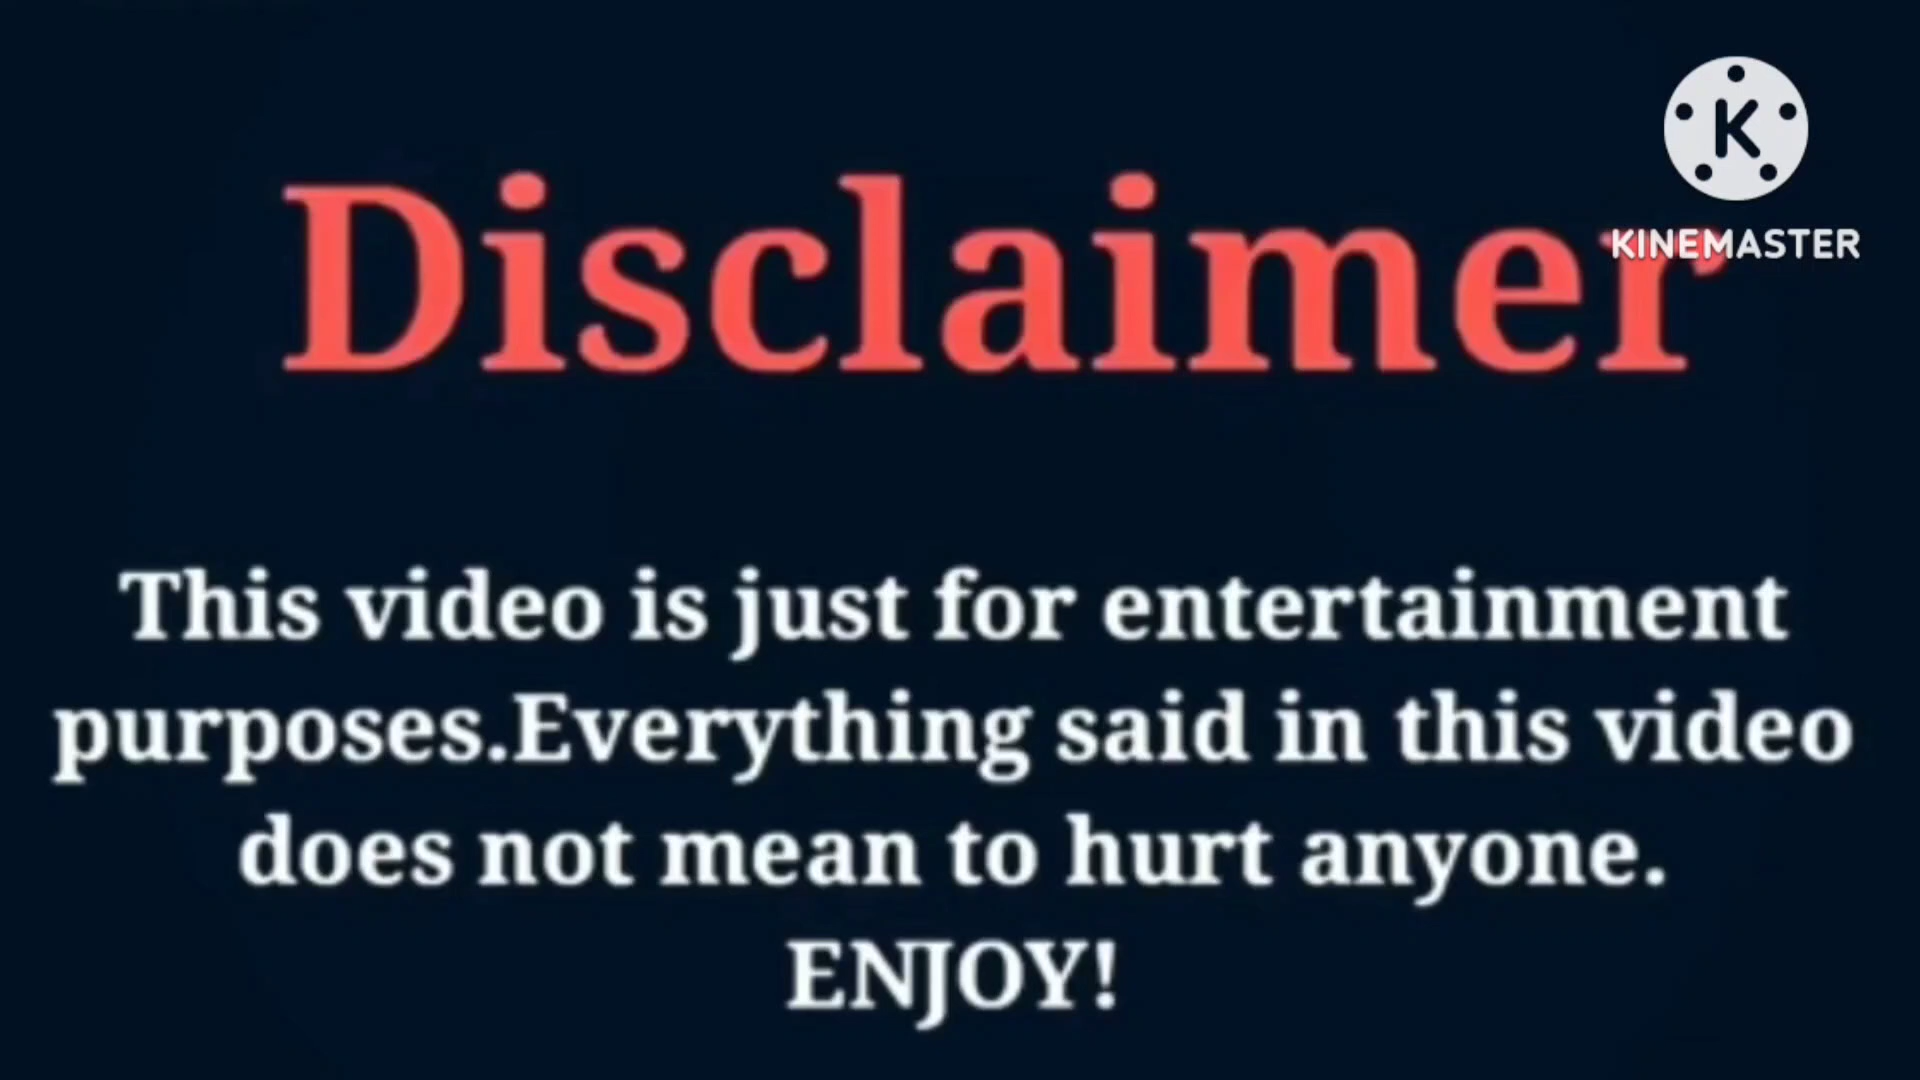 K
KINEMASTER
Disclaimer
This video is just for entertainment
purposes.Everything said in this video
does not mean to hurt anyone.
ENJOY!